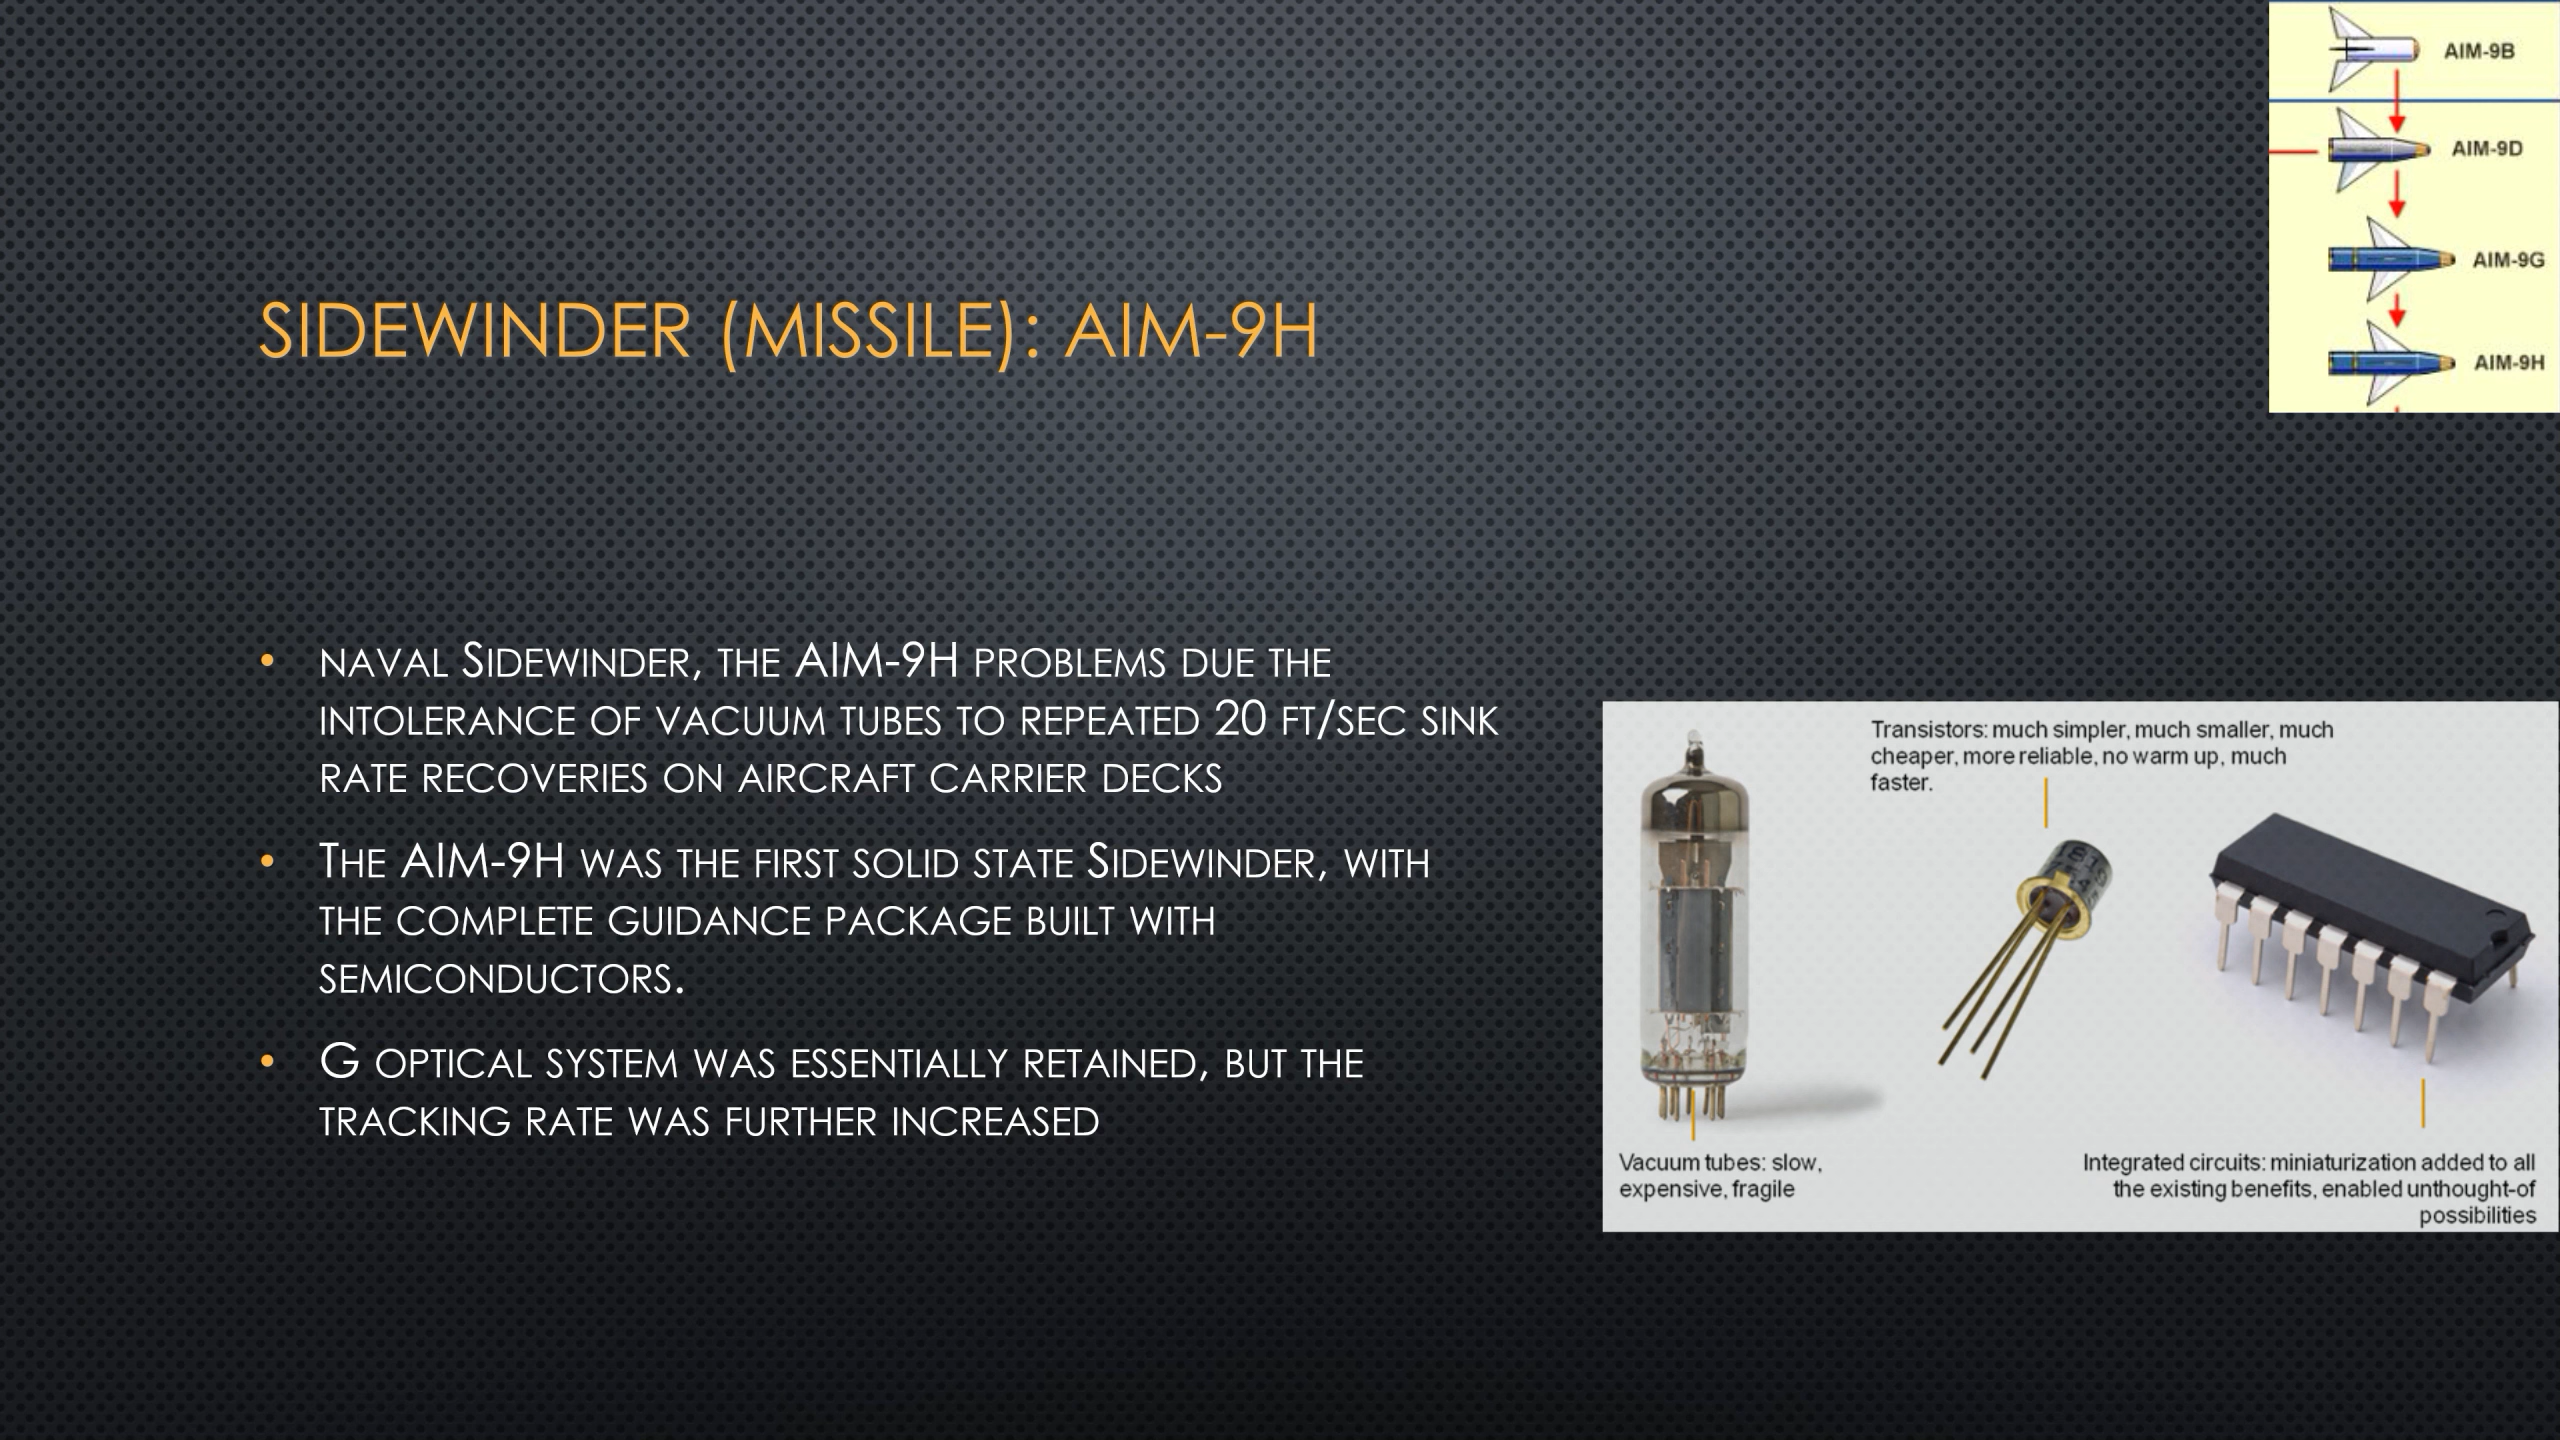 AIM-9B
AIM-9D
AIM-9G
AIM-9H
SIDEWINDER (MISSILE): AIM-9H
• NAVAL SIDEWINDER, THE AIM-9H PROBLEMS DUE THE
INTOLERANCE OF VACUUM TUBES TO REPEATED 20 FT/SEC SINK
RATE RECOVERIES ON AIRCRAFT CARRIER DECKS
• THE AIM-9H WAS THE FIRST SOLID STATE SIDEWINDER, WITH
THE COMPLETE GUIDANCE PACKAGE BUILT WITH
SEMICONDUCTORS.
• G OPTICAL SYSTEM WAS ESSENTIALLY RETAINED, BUT THE
TRACKING RATE WAS FURTHER INCREASED
Transistors: much simpler, much smaller, much
cheaper, more reliable, no warm up, much
faster.
Vacuum tubes: slow,
expensive, fragile
Integrated circuits: miniaturization added to all
the existing benefits, enabled unthought-of
possibilities